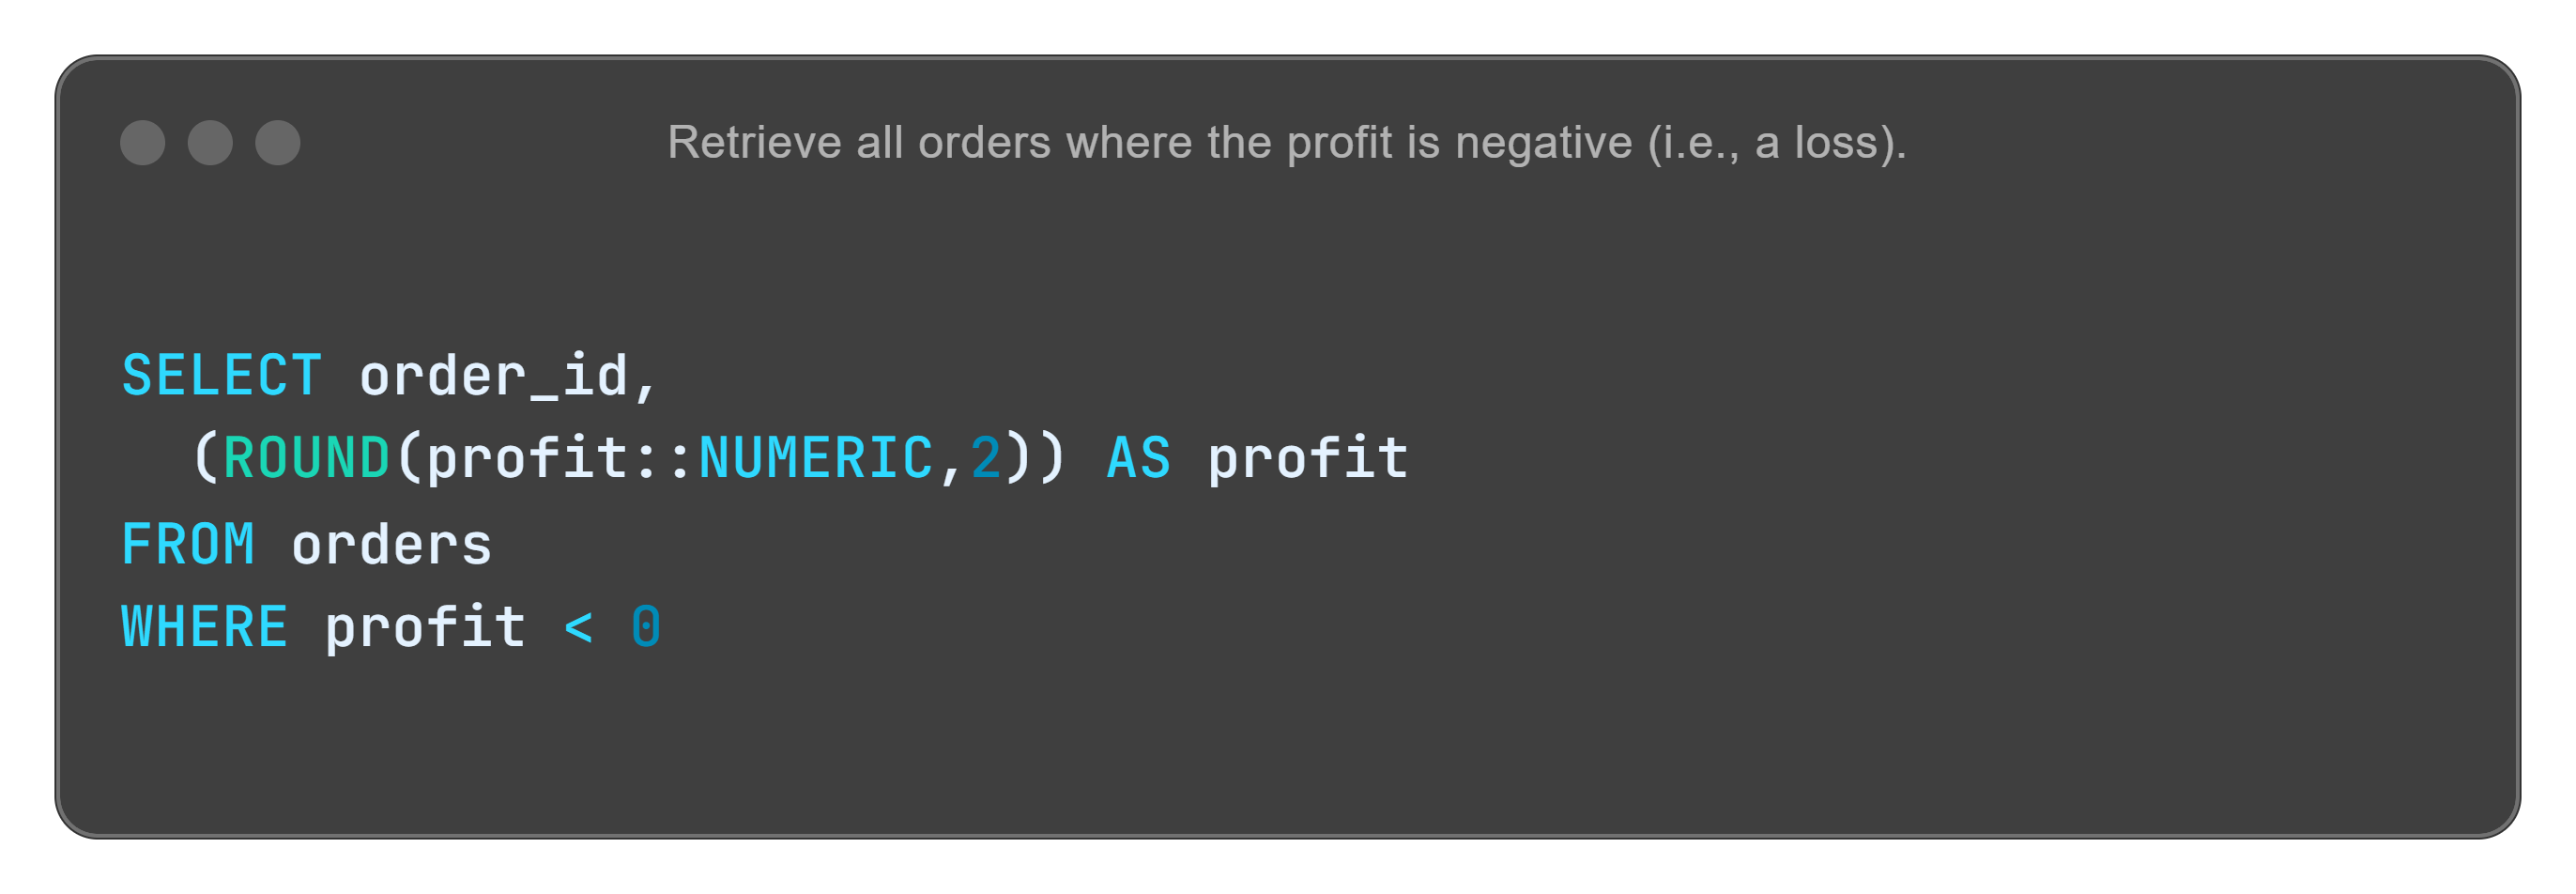 Retrieve all orders where the profit is negative (i.e., a loss).
SELECT order_id,
  (ROUND(profit::NUMERIC,2)) AS profit
FROM orders
WHERE profit < 0